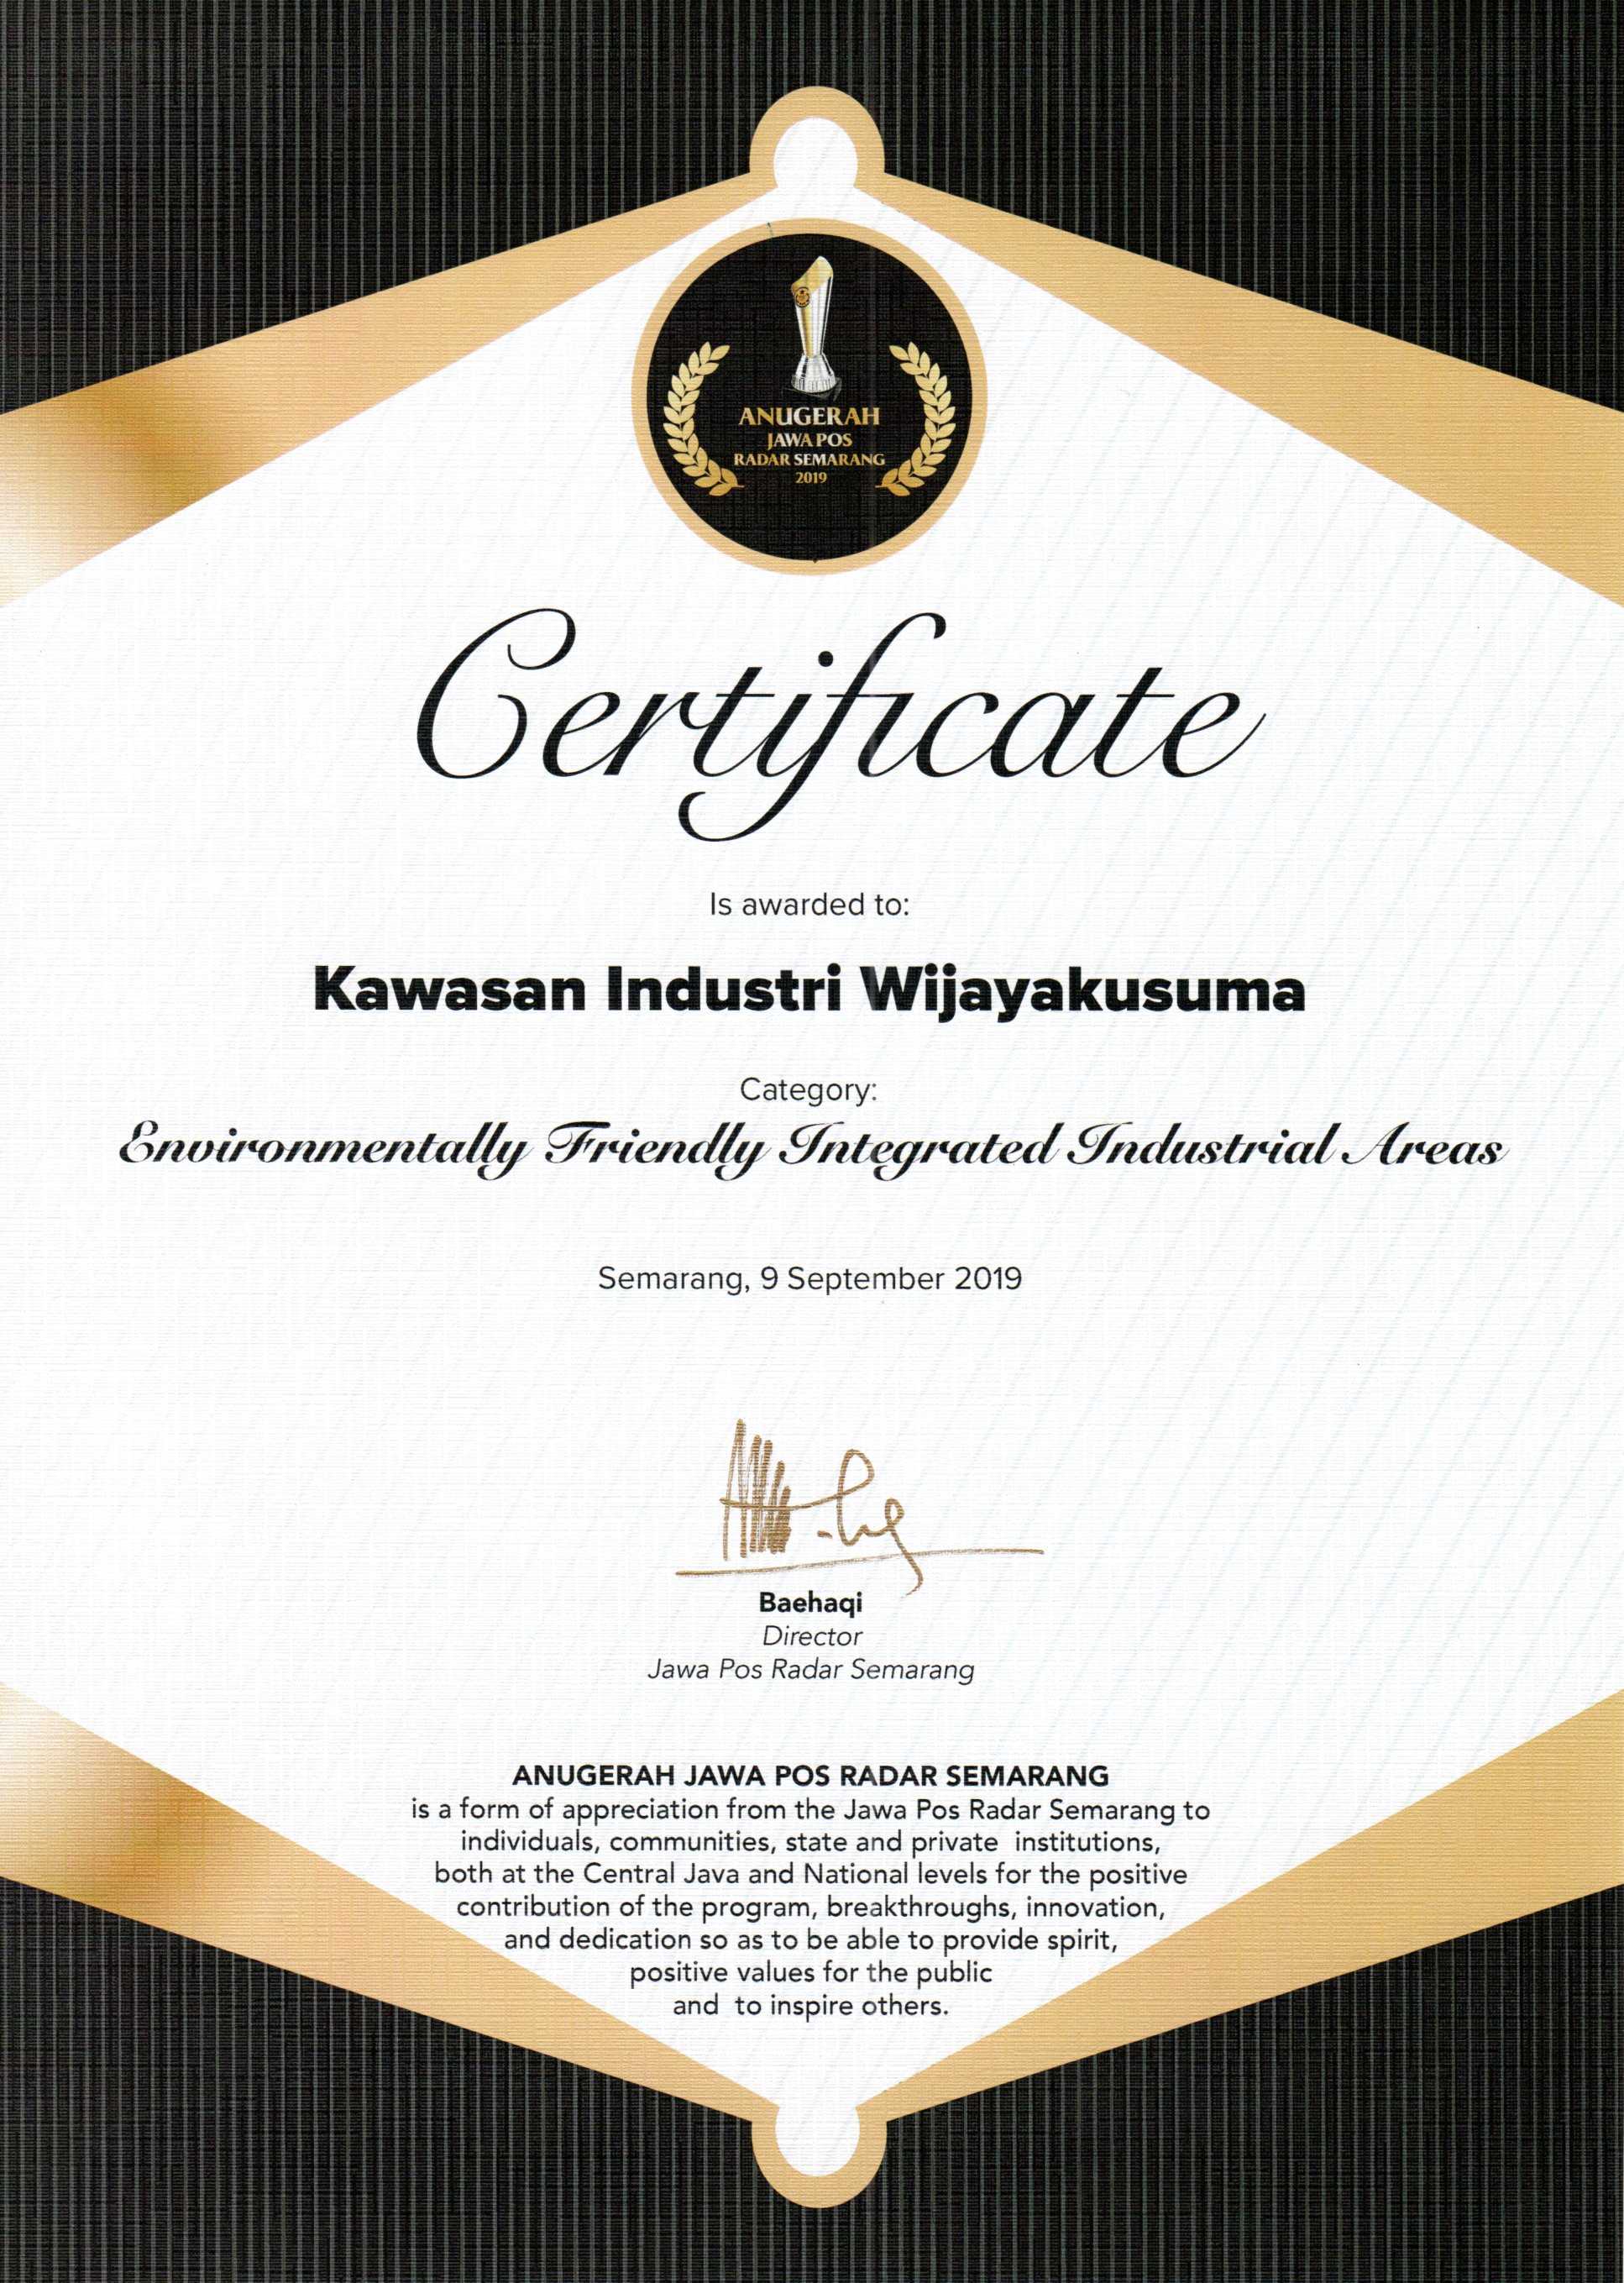 ANUGERAH
JAWA POS
RADAR SEMARANG
2019
Certificate
Is awarded to:
Kawasan Industri Wijayakusuma
Category:
Environmentally Friendly Integrated Industrial Areas
Semarang, 9 September 2019
Baehaqi
Director
Jawa Pos Radar Semarang
ANUGERAH JAWA POS RADAR SEMARANG
is a form of appreciation from the Jawa Pos Radar Semarang to
individuals, communities, state and private institutions,
both at the Central Java and National levels for the positive
contribution of the program, breakthroughs, innovation,
and dedication so as to be able to provide spirit,
positive values for the public
and to inspire others.